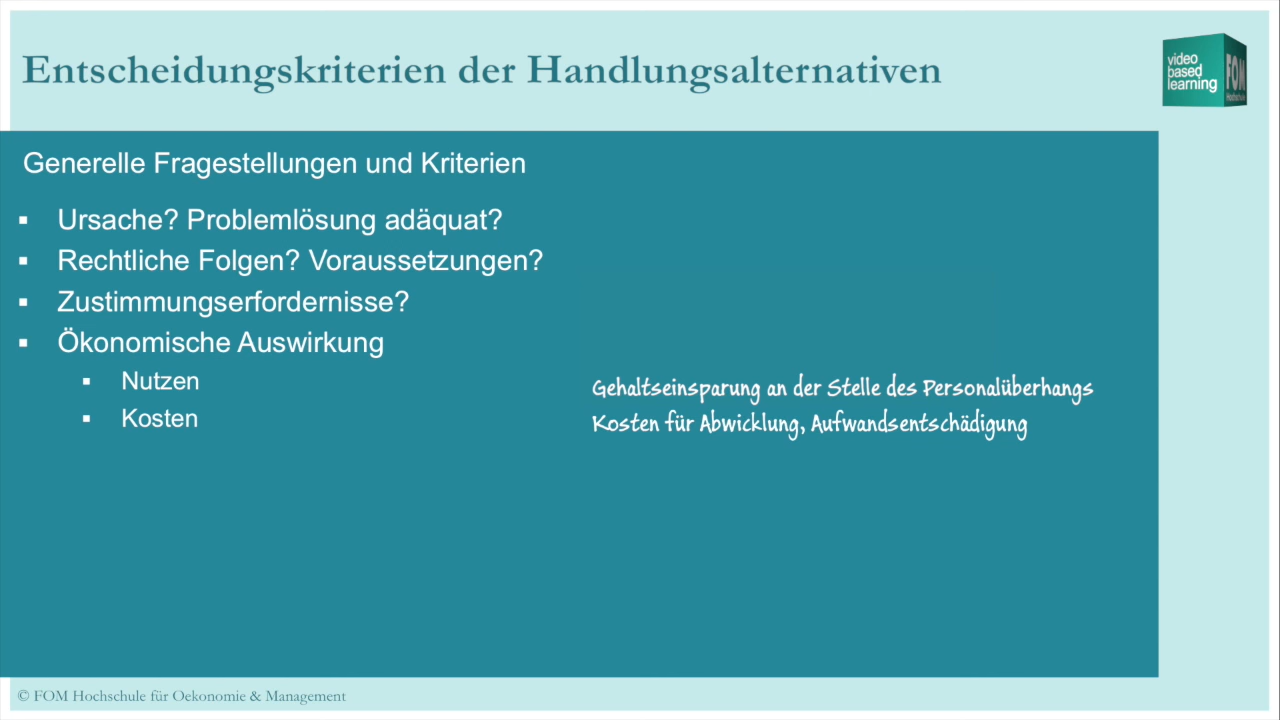 Entscheidungskriterien der Handlungsalternativen
video
based
learning
FOM
Hochschule
Generelle Fragestellungen und Kriterien
▪ Ursache? Problemlösung adäquat?
▪ Rechtliche Folgen? Voraussetzungen?
▪ Zustimmungserfordernisse?
▪ Ökonomische Auswirkung
▪ Nutzen
Gehaltseinsparung an der Stelle des Personalüberhangs
▪ Kosten
Kosten für Abwicklung, Aufwandsentschädigung
© FOM Hochschule für Oekonomie & Management